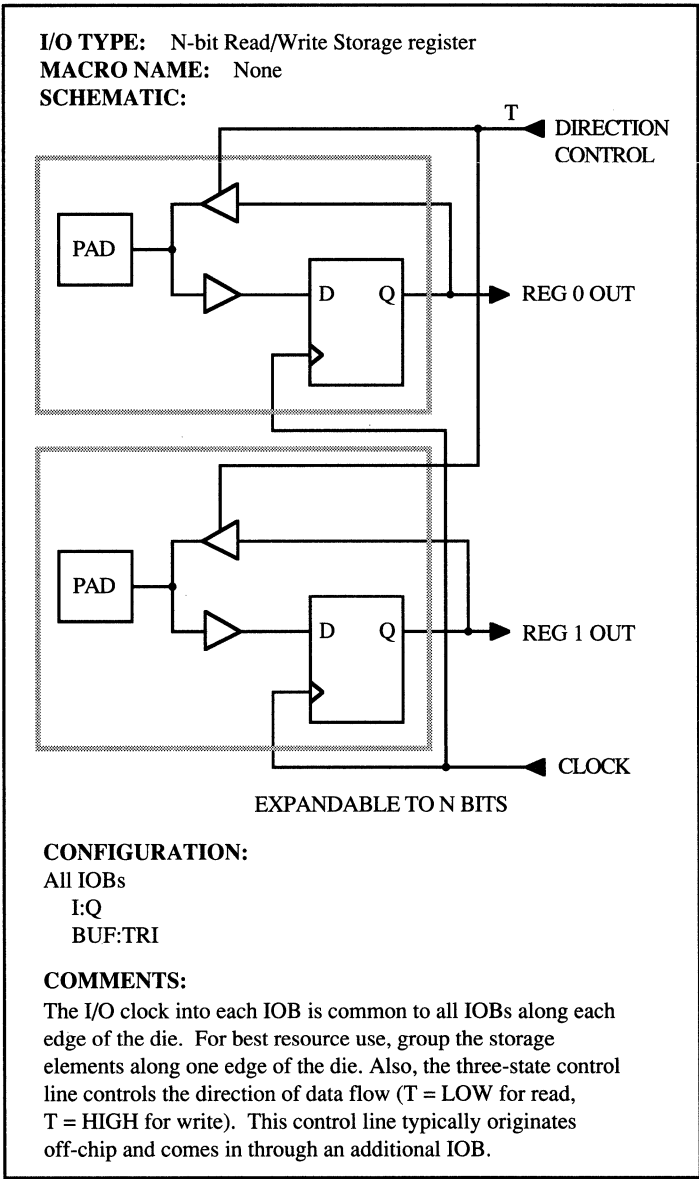 I/O TYPE: N-bit Read/Write Storage register
MACRO NAME: None
SCHEMATIC:
T
DIRECTION
CONTROL
PAD
D Q
REG 0 OUT
PAD
D Q
REG 1 OUT
CLOCK
EXPANDABLE TO N BITS
CONFIGURATION:
All IOBs
I:Q
BUF:TRI
COMMENTS:
The I/O clock into each IOB is common to all IOBs along each
edge of the die. For best resource use, group the storage
elements along one edge of the die. Also, the three-state control
line controls the direction of data flow (T = LOW for read,
T = HIGH for write). This control line typically originates
off-chip and comes in through an additional IOB.